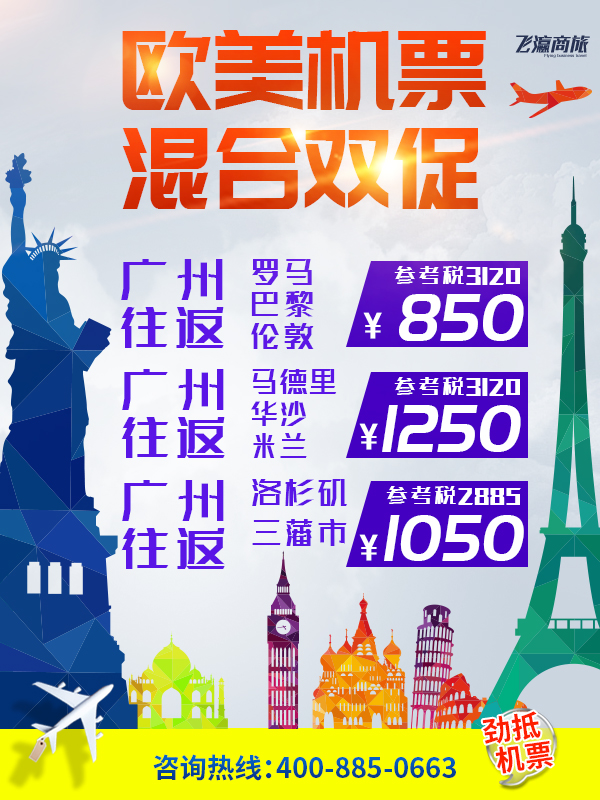 飞瀛商旅
Flying business travel
欧美机票
混合双促
广州
往返
罗马
巴黎
伦敦
参考税3120
¥850
广州
往返
马德里
华沙
米兰
参考税3120
¥1250
广州
往返
洛杉矶
三藩市
参考税2885
¥1050
劲抵
机票
咨询热线:400-885-0663